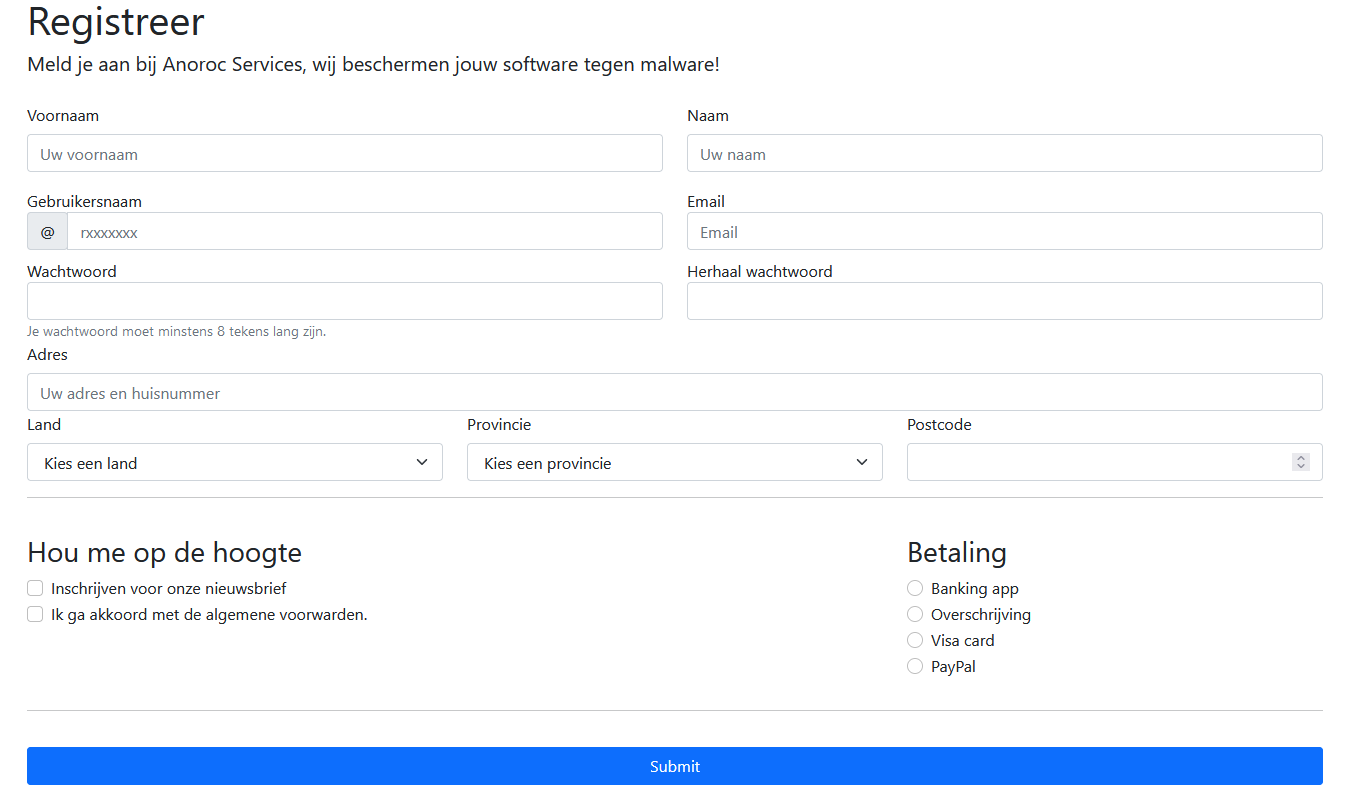 Registreer
Meld je aan bij Anoroc Services, wij beschermen jouw software tegen malware!
Voornaam
Naam
Uw voornaam
Uw naam
Gebruikersnaam
Email
@
rxxxxxxx
Email
Wachtwoord
Herhaal wachtwoord
Je wachtwoord moet minstens 8 tekens lang zijn.
Adres
Uw adres en huisnummer
Land
Provincie
Postcode
Kies een land
Kies een provincie
Hou me op de hoogte
Inschrijven voor onze nieuwsbrief
Ik ga akkoord met de algemene voorwarden.
Betaling
Banking app
Overschrijving
Visa card
PayPal
Submit